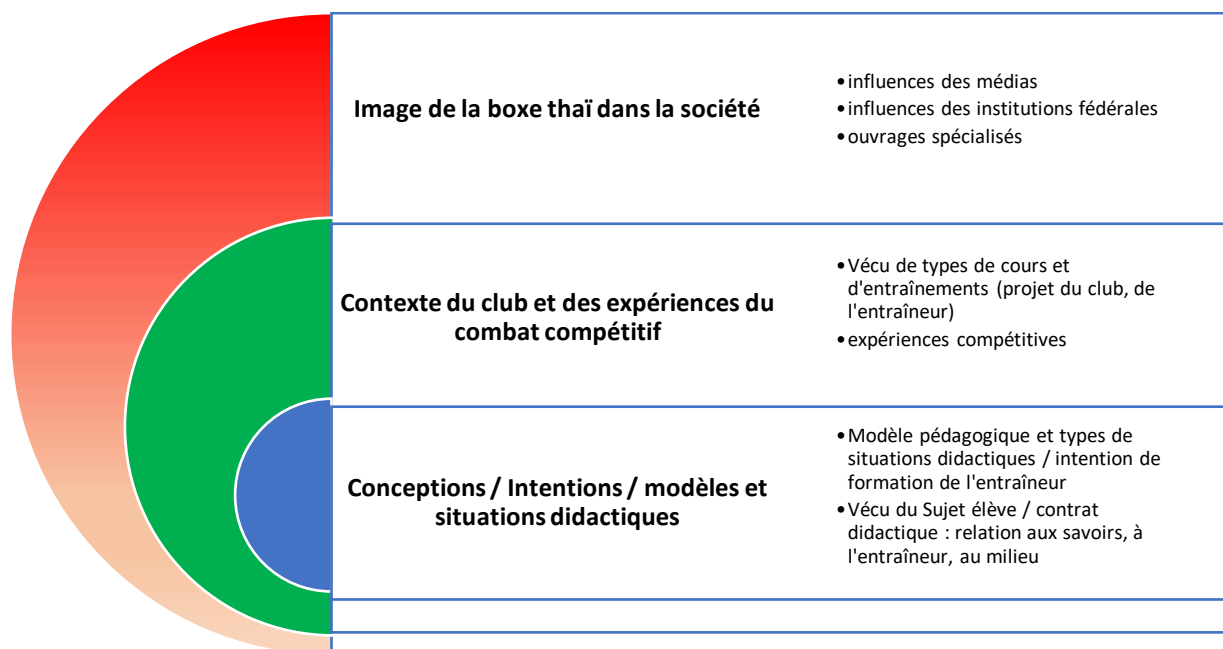 Image de la boxe thaï dans la société
•influences des médias
•influences des institutions fédérales
•ouvrages spécialisés
Contexte du club et des expériences du
combat compétitif
•Vécu de types de cours et
d'entraînements (projet du club, de
l'entraîneur)
•expériences compétitives
Conceptions / Intentions / modèles et
situations didactiques
•Modèle pédagogique et types de
situations didactiques / intention de
formation de l'entraîneur
•Vécu du Sujet élève / contrat
didactique : relation aux savoirs, à
l'entraîneur, au milieu